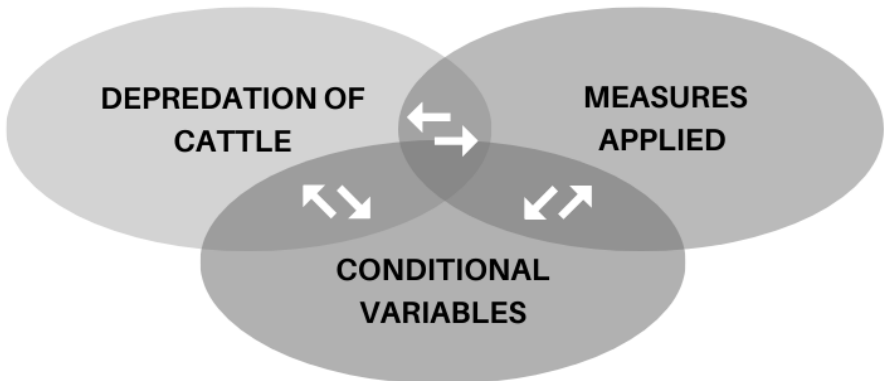 DEPREDATION OF
CATTLE
MEASURES
APPLIED
CONDITIONAL
VARIABLES